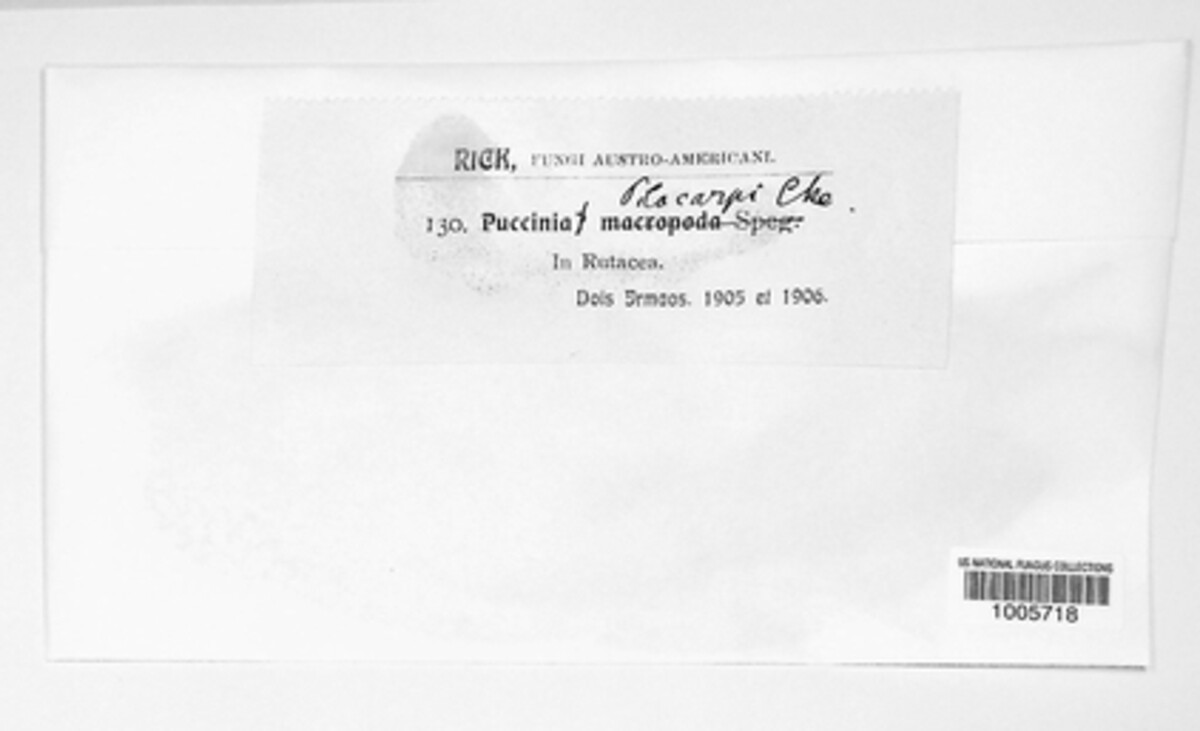 RICK, FUNGI AUSTRO-AMERICANI.
Pilocarpi Cke.
130. Puccinia macropoda Speg.
In Rutacea.
Dois Irmaos. 1905 et 1906.
US NATIONAL FUNGUS COLLECTIONS
1005718